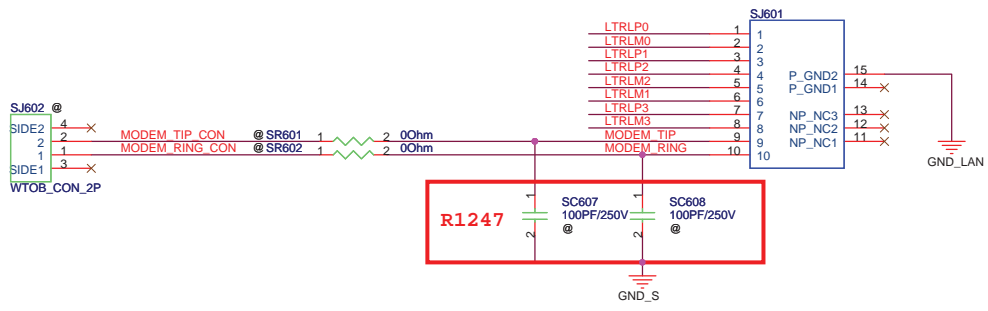 SJ601
LTRLP0 1 1
LTRLM0 2 2
LTRLP1 3 3
LTRLP2 4 4 P_GND2 15
LTRLM2 5 5 P_GND1 14
LTRLM1 6 6
LTRLP3 7 7 NP_NC3 13
LTRLM3 8 8 NP_NC2 12
MODEM_TIP 9 9 NP_NC1 11
MODEM_RING 10 10
GND_LAN
SJ602 @
SIDE2 4
2 2 MODEM_TIP_CON @ SR601 1 2 0Ohm
1 1 MODEM_RING_CON @ SR602 1 2 0Ohm
SIDE1 3
WTOB_CON_2P
R1247
1 SC607
100PF/250V
2 @
1 SC608
100PF/250V
2 @
GND_S